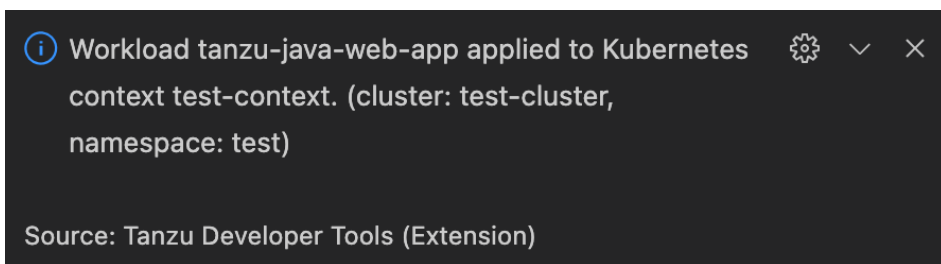 Workload tanzu-java-web-app applied to Kubernetes
context test-context. (cluster: test-cluster,
namespace: test)
Source: Tanzu Developer Tools (Extension)